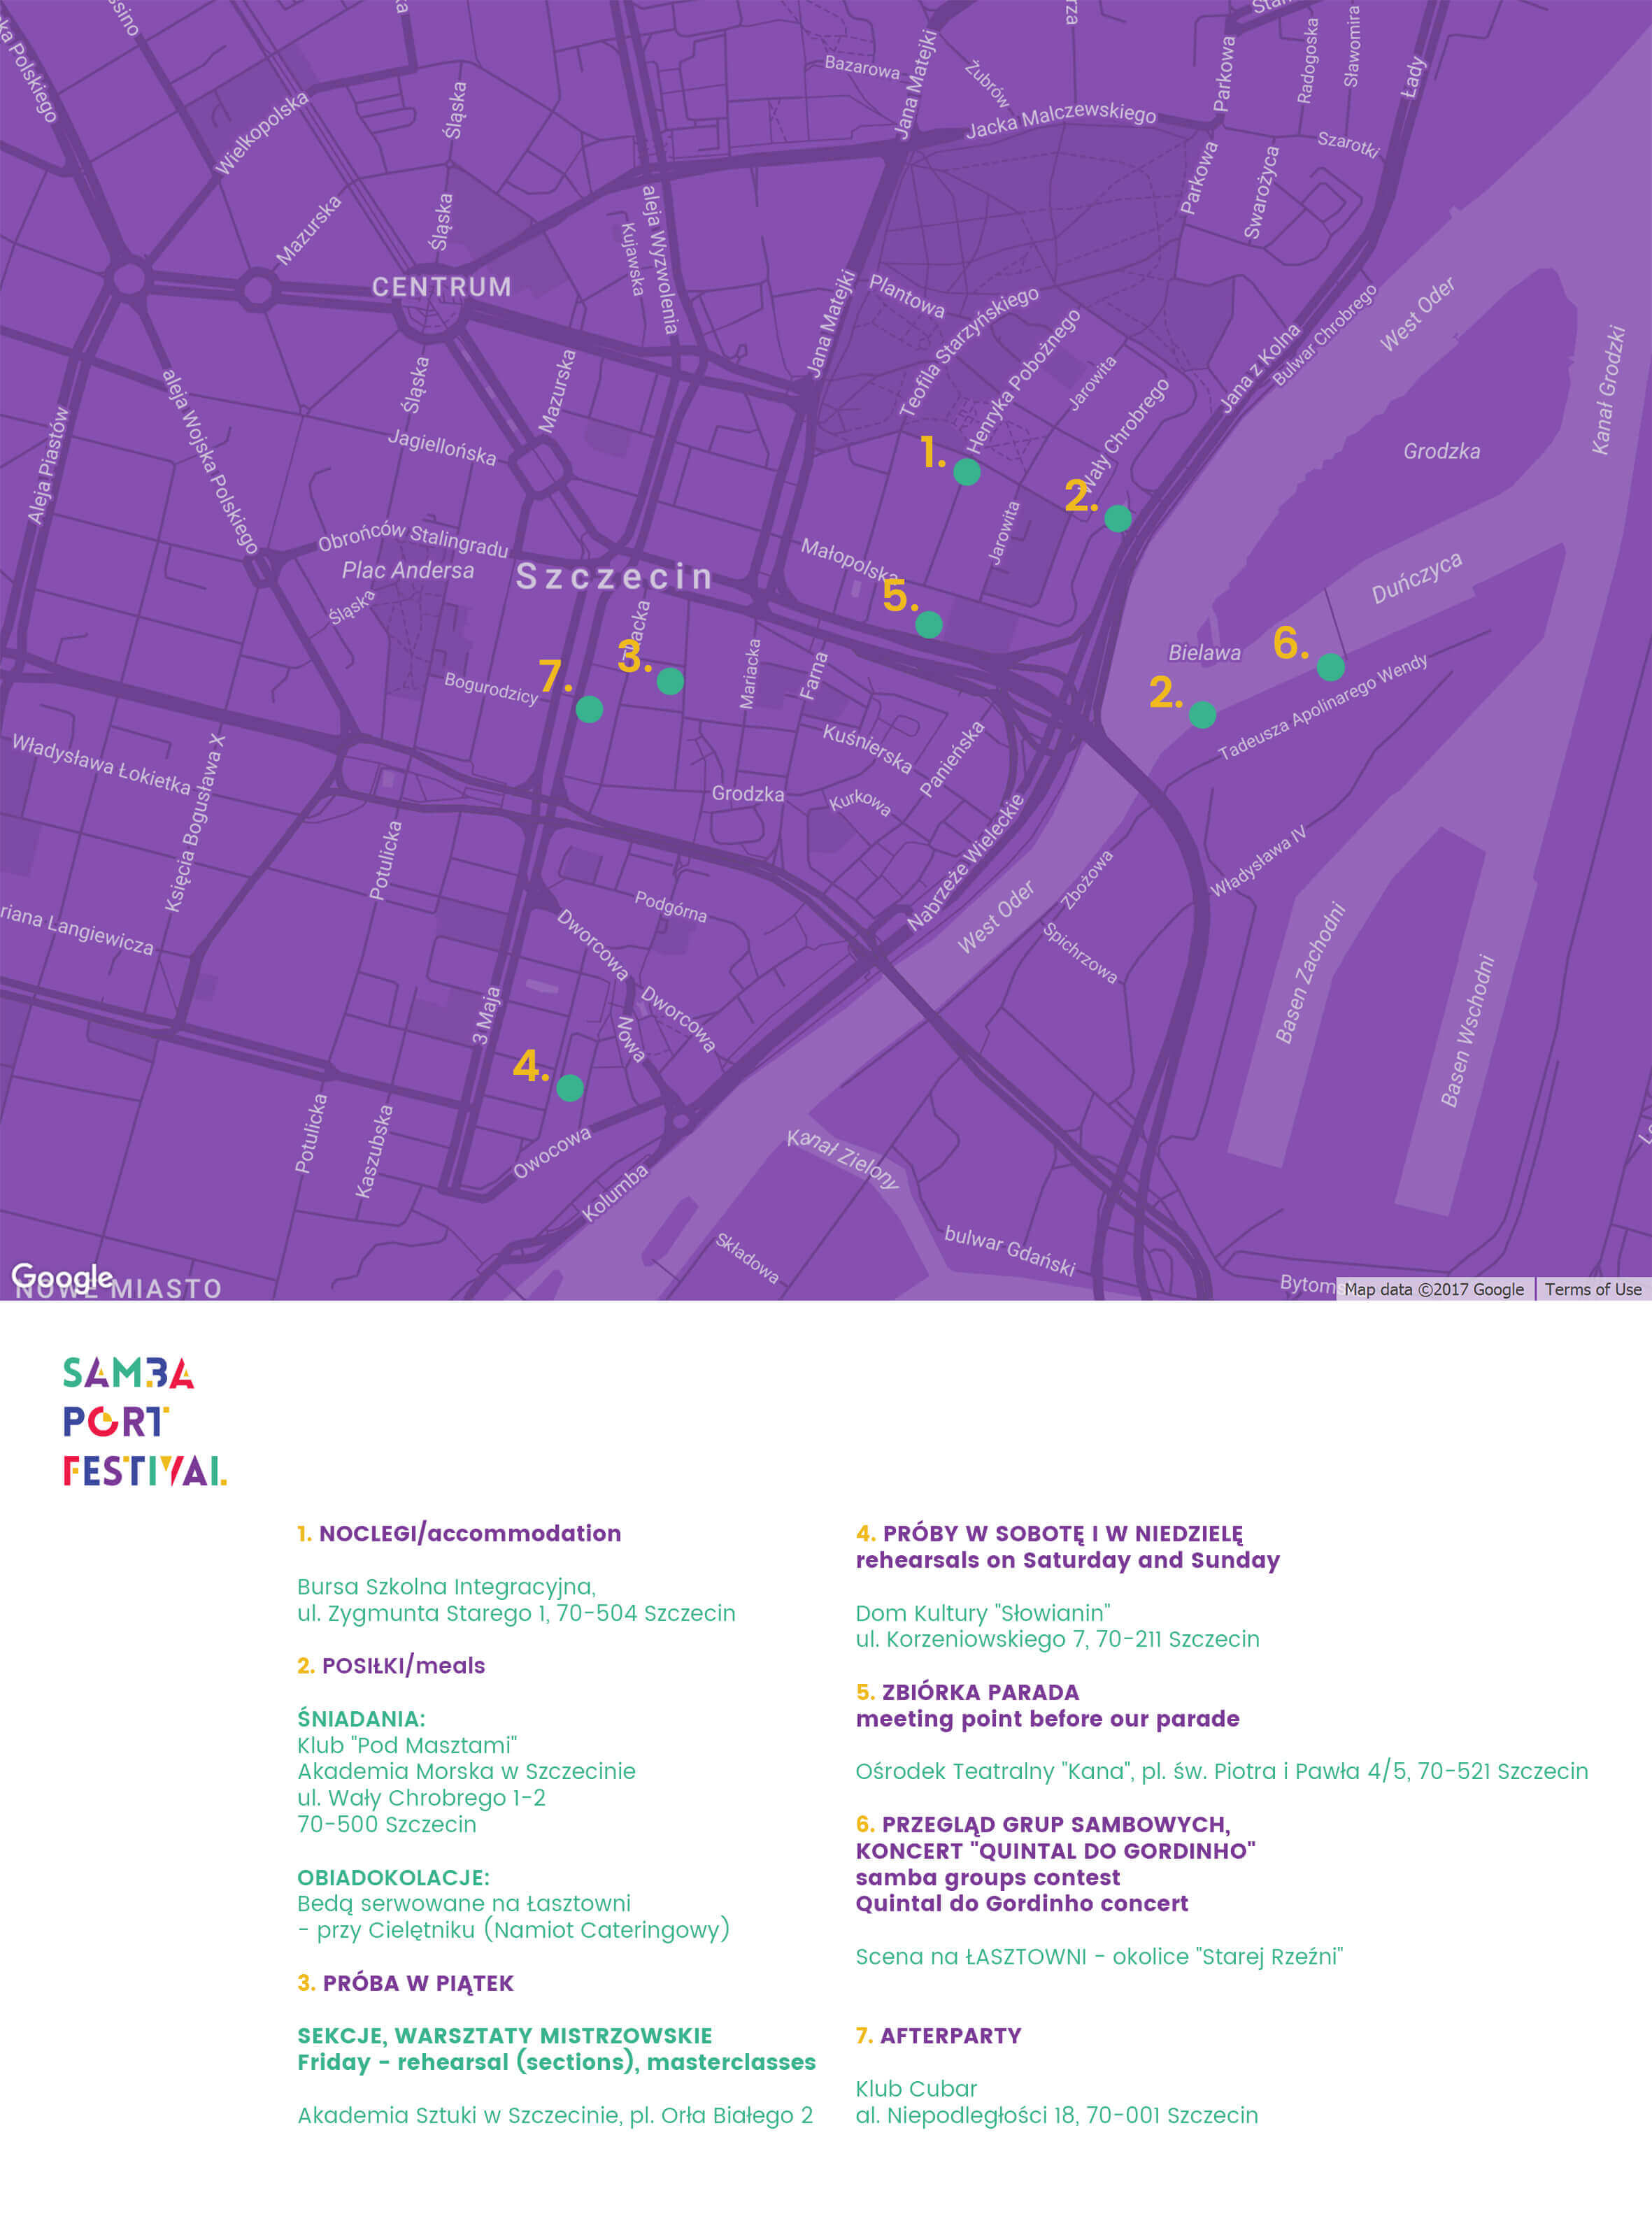 Bazarowa
Jana Matejki
Żubrów
Jacka Malczewskiego
Parkowa
Radogoska
Sławomira
Łady
Szarotki
Parkowa
Swarożyca
Wielkopolska
Śląska
Mazurska
Śląska
Kujawska
aleja Wyzwolenia
CENTRUM
Jana Matejki
Plantowa
Teofila Starzyńskiego
Henryka Pobożnego
Jarowita
Wały Chrobrego
Jana z Kolna
Bulwar Chrobrego
West Oder
Kanał Grodzki
Grodzka
Aleja Piastów
aleja Wojska Polskiego
Śląska
Mazurska
Jagiellońska
1.
2.
Obrońców Stalingradu
Plac Andersa
Śląska
Szczecin
Małopolska
Jarowita
5.
Duńczyca
Bielawa
6.
2.
Tadeusza Apolinarego Wendy
3.
7.
Bogurodzicy
Mariacka
Farna
Kuśnierska
Panieńska
Grodzka
Kurkowa
Władysława Łokietka
Księcia Bogusława X
Potulicka
Nabrzeże Wieleckie
West Oder
Zbożowa
Władysława IV
Spichrzowa
Basen Zachodni
Basen Wschodni
riana Langiewicza
Podgórna
Dworcowa
Dworcowa
Nowa
3 Maja
4.
Potulicka
Kaszubska
Owocowa
Kolumba
Kanał Zielony
Składowa
bulwar Gdański
Google
NOWE MIASTO
Bytom
Map data ©2017 Google
Terms of Use
SAMBA
PORT
FESTIVAL
1. NOCLEGI/accommodation
Bursa Szkolna Integracyjna,
ul. Zygmunta Starego 1, 70-504 Szczecin
2. POSIŁKI/meals
ŚNIADANIA:
Klub "Pod Masztami"
Akademia Morska w Szczecinie
ul. Wały Chrobrego 1-2
70-500 Szczecin
OBIADOKOLACJE:
Bedą serwowane na Łasztowni
- przy Cielętniku (Namiot Cateringowy)
3. PRÓBA W PIĄTEK
SEKCJE, WARSZTATY MISTRZOWSKIE
Friday - rehearsal (sections), masterclasses
Akademia Sztuki w Szczecinie, pl. Orła Białego 2
4. PRÓBY W SOBOTĘ I W NIEDZIELĘ
rehearsals on Saturday and Sunday
Dom Kultury "Słowianin"
ul. Korzeniowskiego 7, 70-211 Szczecin
5. ZBIÓRKA PARADA
meeting point before our parade
Ośrodek Teatralny "Kana", pl. św. Piotra i Pawła 4/5, 70-521 Szczecin
6. PRZEGLĄD GRUP SAMBOWYCH,
KONCERT "QUINTAL DO GORDINHO"
samba groups contest
Quintal do Gordinho concert
Scena na ŁASZTOWNI - okolice "Starej Rzeźni"
7. AFTERPARTY
Klub Cubar
al. Niepodległości 18, 70-001 Szczecin